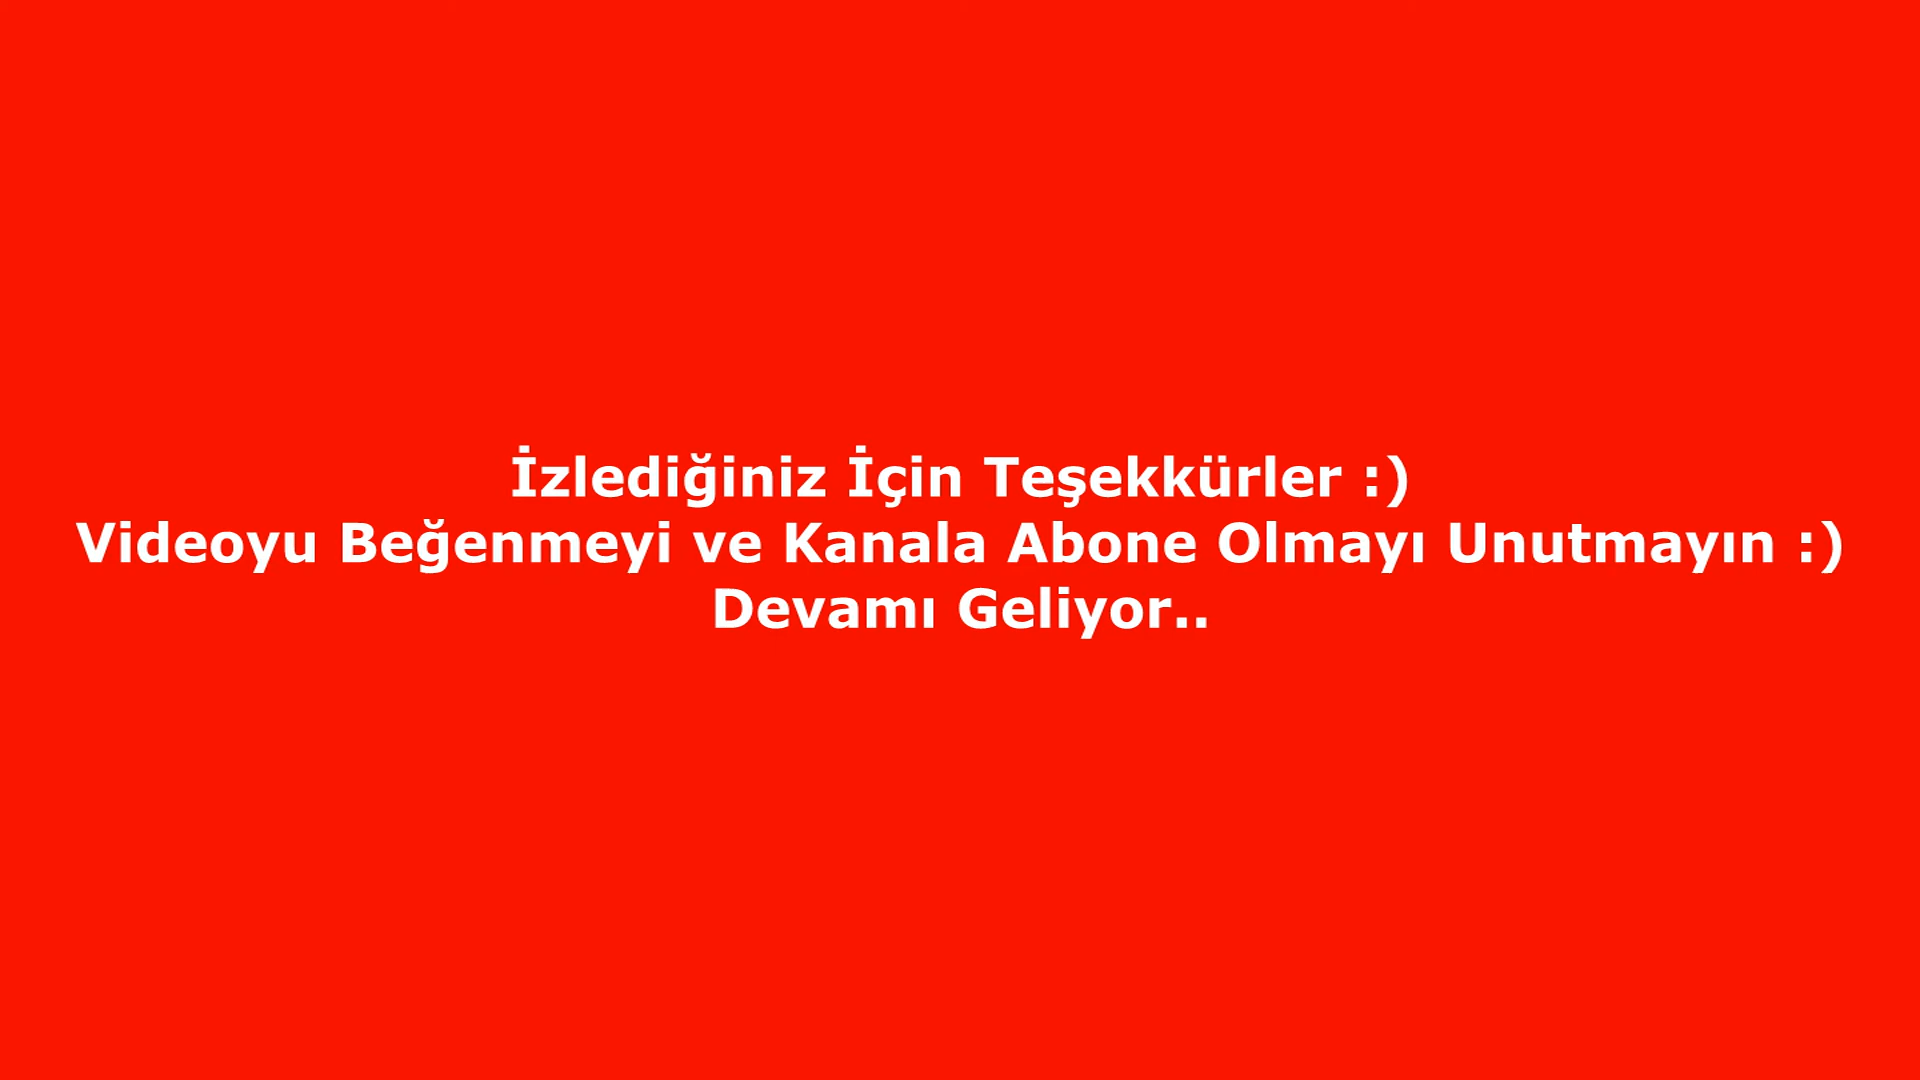 İzlediğiniz İçin Teşekkürler :)
Videoyu Beğenmeyi ve Kanala Abone Olmayı Unutmayın :)
Devamı Geliyor..